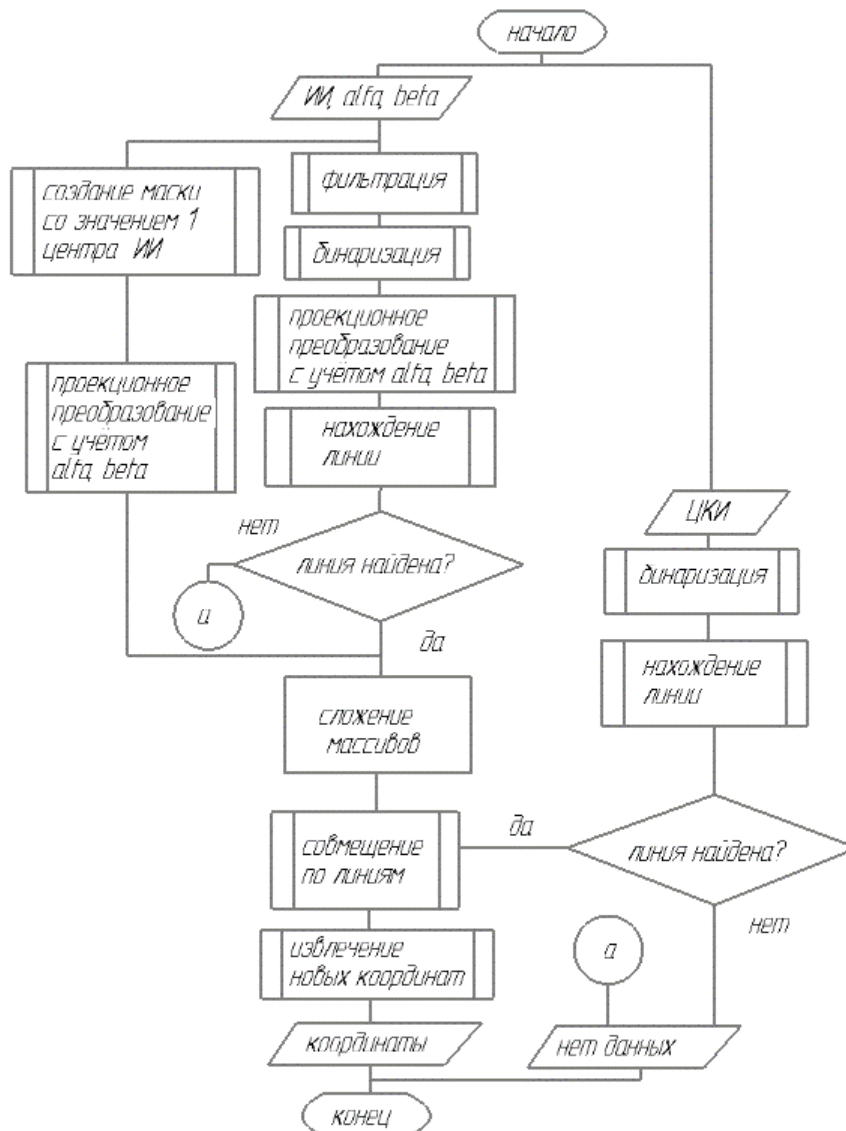 начало
ИИ, alfa, beta
создание маски
со значением 1
центра ИИ
фильтрация
бинаризация
проекционное
преобразование
с учётом alfa, beta
проекционное
преобразование
с учётом
alfa, beta
нахождение
линии
нет
линия найдена?
а
да
ЦКИ
бинаризация
нахождение
линии
сложение
массивов
совмещение
по линиям
да
линия найдена?
нет
извлечение
новых координат
а
координаты
нет данных
конец